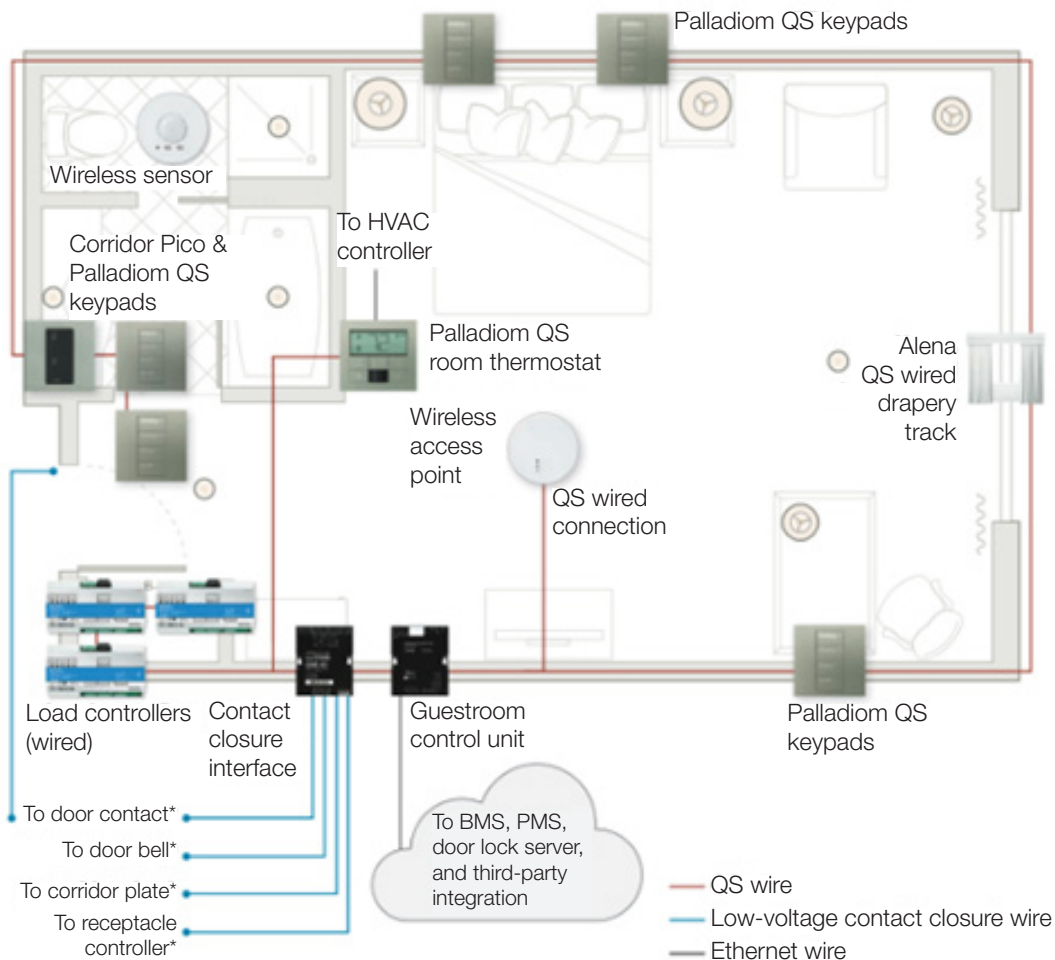 Palladiom QS keypads
Wireless sensor
To HVAC
controller
Corridor Pico &
Palladiom QS
keypads
Palladiom QS
room thermostat
Alena
QS wired
drapery
track
Wireless
access
point
QS wired
connection
Load controllers
(wired)
Contact
closure
interface
Guestroom
control unit
Palladiom QS
keypads
To door contact*
To door bell*
To corridor plate*
To receptacle
controller*
To BMS, PMS,
door lock server,
and third-party
integration
QS wire
Low-voltage contact closure wire
Ethernet wire